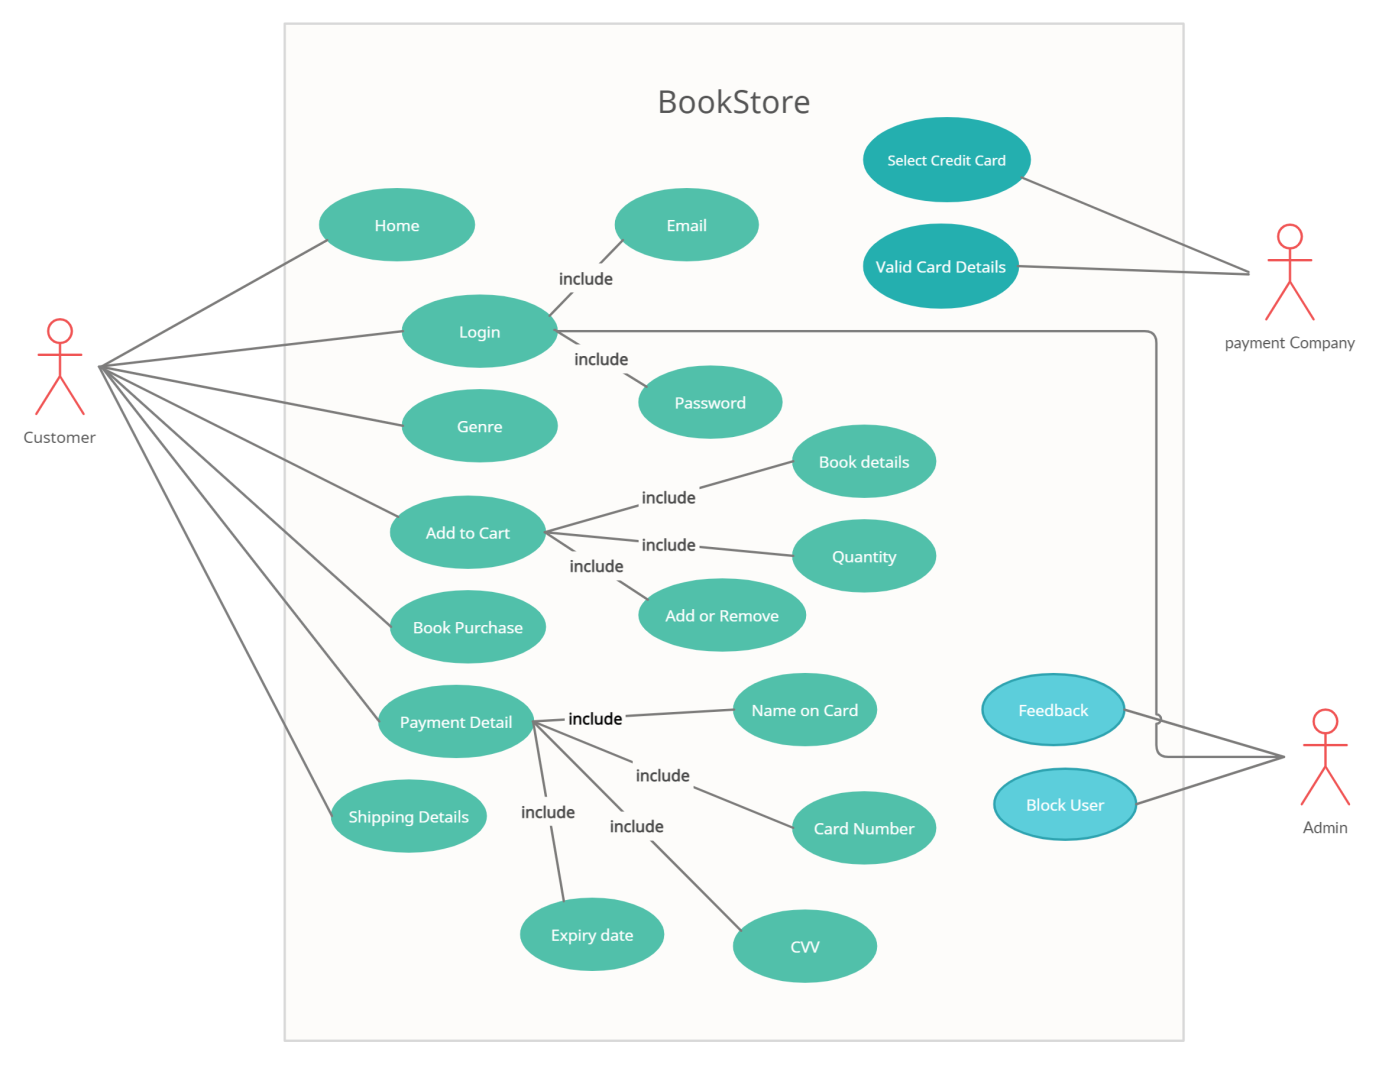 BookStore
Select Credit Card
Home
Email
Valid Card Details
include
Login
payment Company
include
Password
Genre
Customer
Book details
include
Add to Cart
include
Quantity
include
Add or Remove
Book Purchase
Name on Card
Feedback
include
Payment Detail
include
Block User
include
Shipping Details
include
Card Number
Admin
Expiry date
CVV